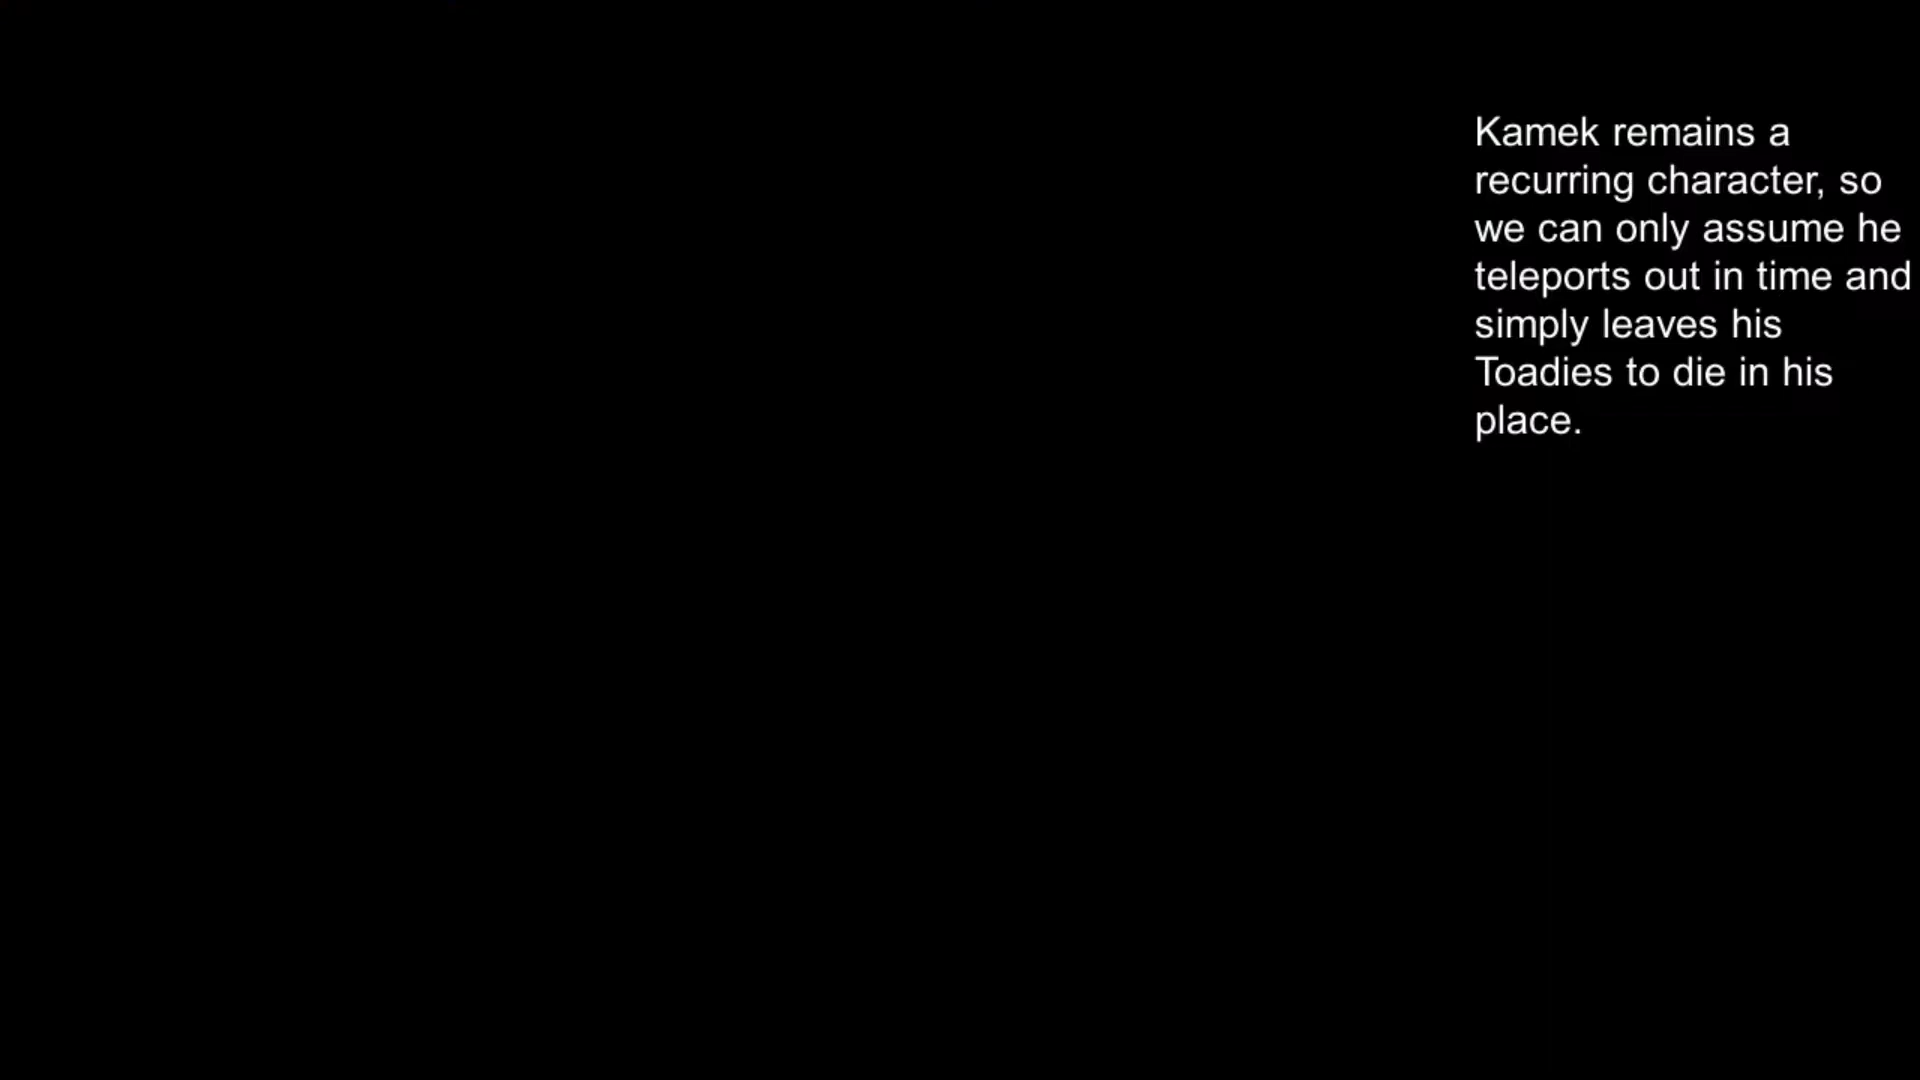 Kamek remains a
recurring character, so
we can only assume he
teleports out in time and
simply leaves his
Toadies to die in his
place.